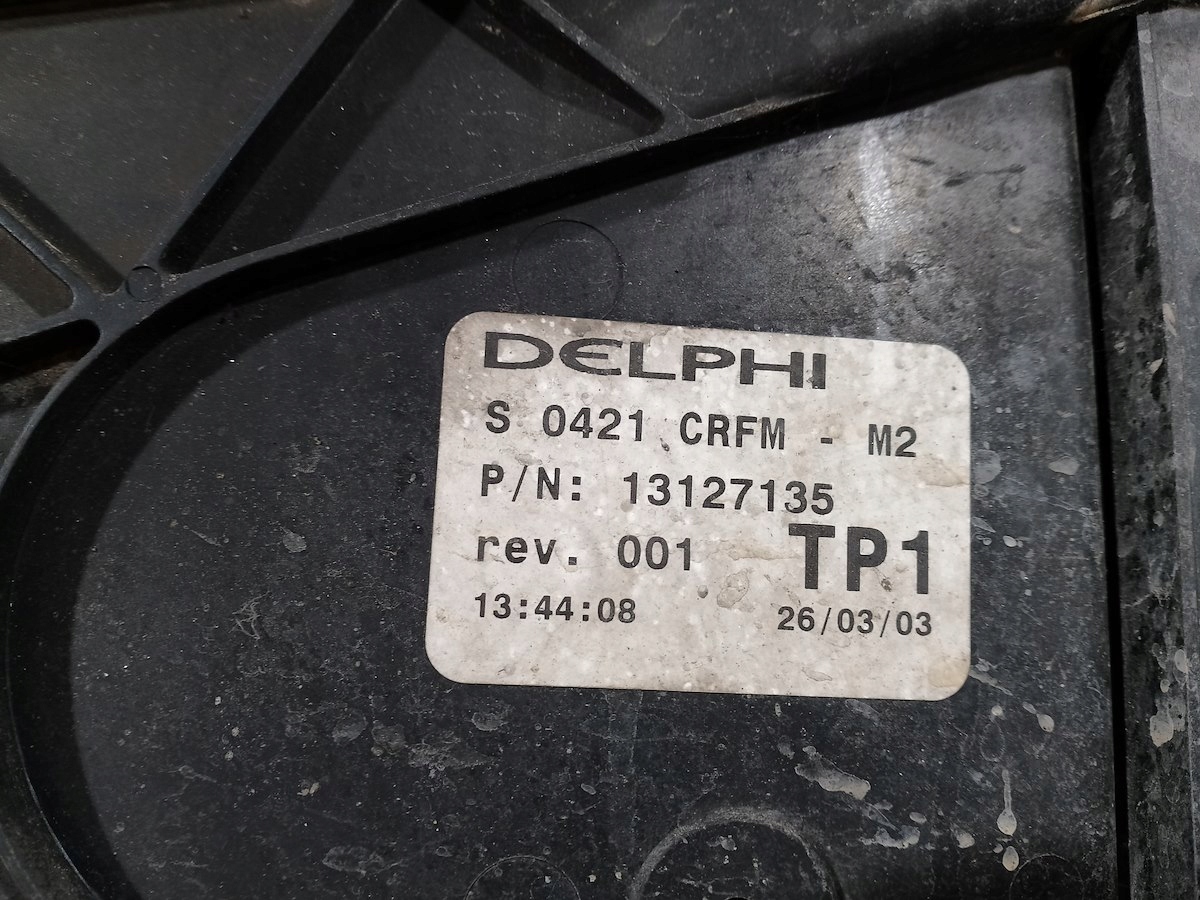 DELPHI
S 0421 CRFM - M2
P/N: 13127135
rev. 001 TP1
13:44:08 26/03/03